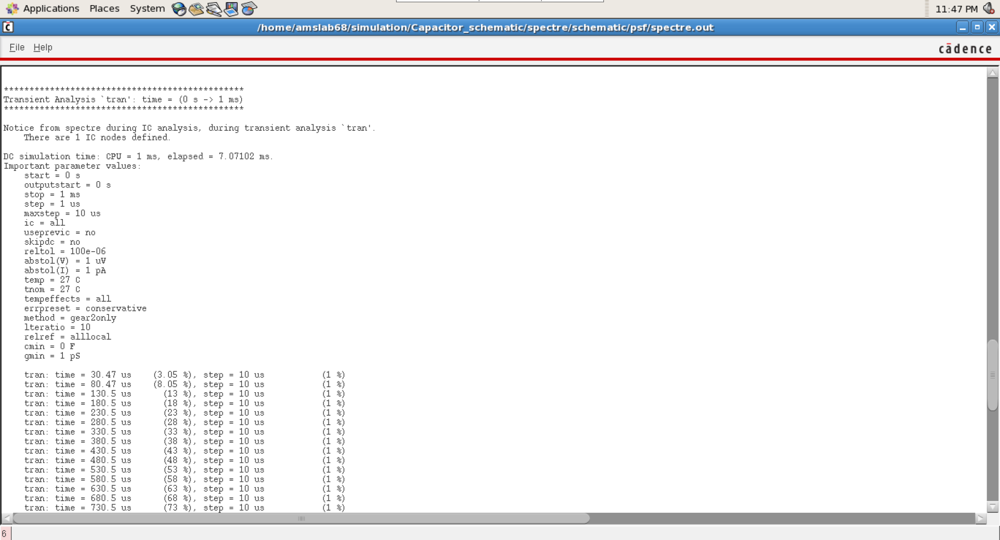 Applications Places System
11:47 PM
/home/amslab68/simulation/Capacitor_schematic/spectre/schematic/psf/spectre.out
File Help
cādence
***********************************************
Transient Analysis `tran': time = (0 s -> 1 ms)
***********************************************
Notice from spectre during IC analysis, during transient analysis `tran'.
There are 1 IC nodes defined.
DC simulation time: CPU = 1 ms, elapsed = 7.07102 ms.
Important parameter values:
start = 0 s
outputstart = 0 s
stop = 1 ms
step = 1 us
maxstep = 10 us
ic = all
useprevic = no
skipdc = no
reltol = 100e-06
abstol(V) = 1 uV
abstol(I) = 1 pA
temp = 27 C
tnom = 27 C
tempeffects = all
errpreset = conservative
method = gear2only
lteratio = 10
relref = alllocal
cmin = 0 F
gmin = 1 pS
tran: time = 30.47 us (3.05 %), step = 10 us (1 %)
tran: time = 80.47 us (8.05 %), step = 10 us (1 %)
tran: time = 130.5 us (13 %), step = 10 us (1 %)
tran: time = 180.5 us (18 %), step = 10 us (1 %)
tran: time = 230.5 us (23 %), step = 10 us (1 %)
tran: time = 280.5 us (28 %), step = 10 us (1 %)
tran: time = 330.5 us (33 %), step = 10 us (1 %)
tran: time = 380.5 us (38 %), step = 10 us (1 %)
tran: time = 430.5 us (43 %), step = 10 us (1 %)
tran: time = 480.5 us (48 %), step = 10 us (1 %)
tran: time = 530.5 us (53 %), step = 10 us (1 %)
tran: time = 580.5 us (58 %), step = 10 us (1 %)
tran: time = 630.5 us (63 %), step = 10 us (1 %)
tran: time = 680.5 us (68 %), step = 10 us (1 %)
tran: time = 730.5 us (73 %), step = 10 us (1 %)
6